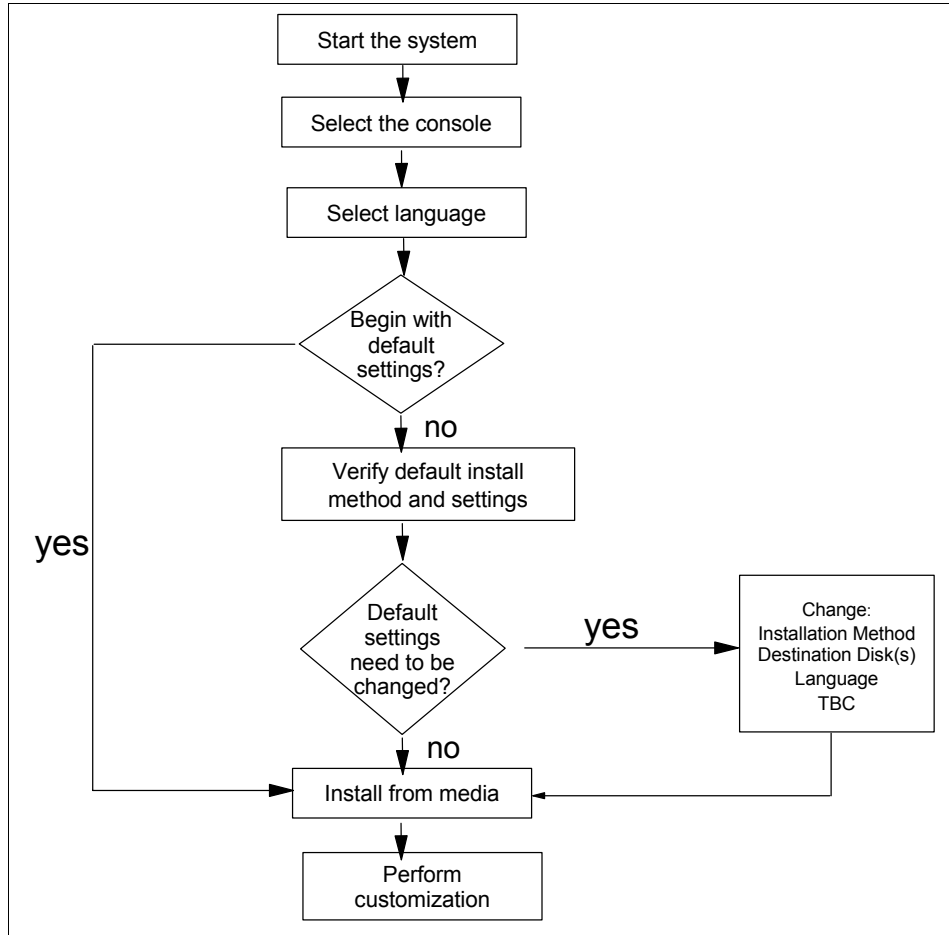 Start the system
Select the console
Select language
Begin with
default
settings?
no
Verify default install
method and settings
yes
Default
settings
need to be
changed?
yes
Change:
Installation Method
Destination Disk(s)
Language
TBC
no
Install from media
Perform
customization